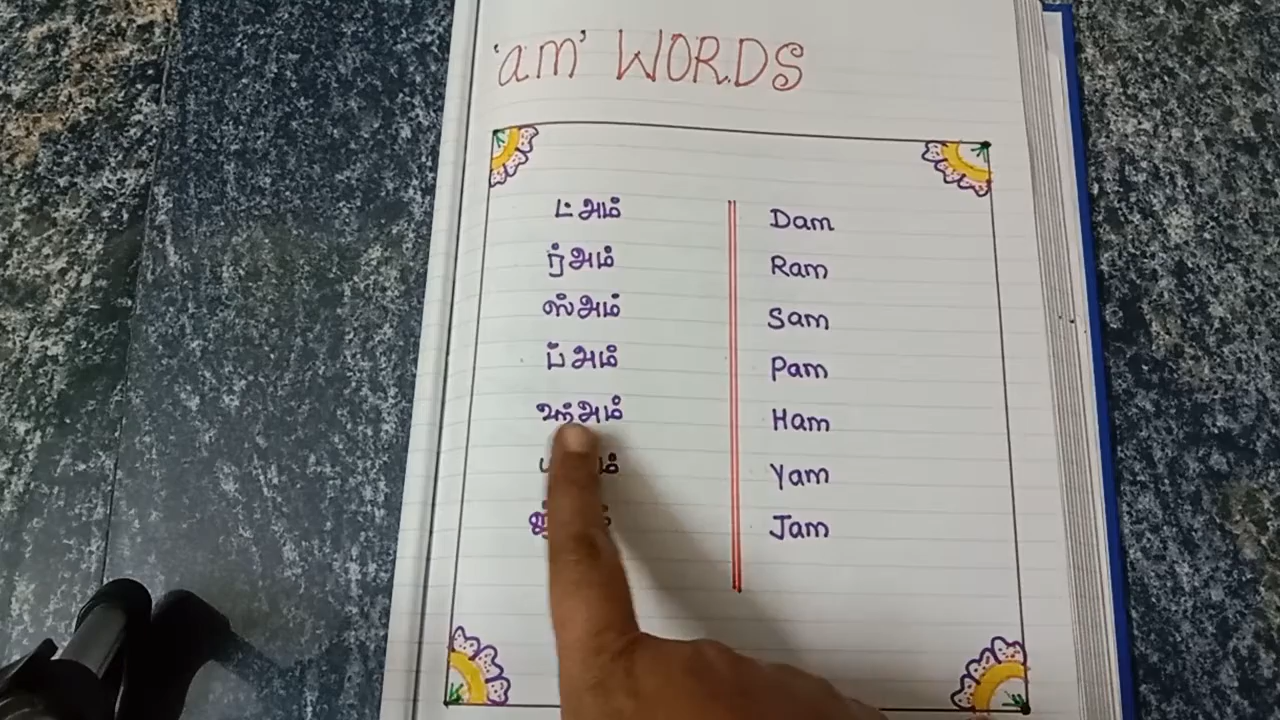 'am' WORDS
ட்அம் Dam
ர்அம் Ram
ஸ்அம் Sam
ப்அம் Pam
ஹ்அம் Ham
Yam
Jam